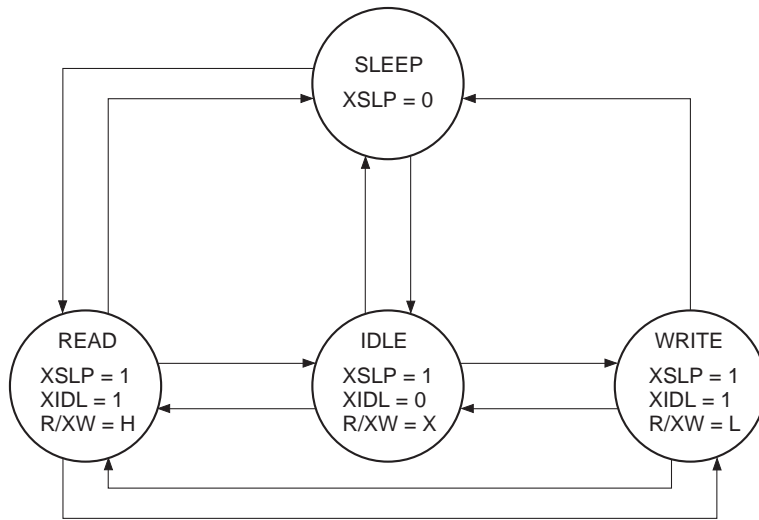 SLEEP
XSLP = 0
READ
XSLP = 1
XIDL = 1
R/XW = H
IDLE
XSLP = 1
XIDL = 0
R/XW = X
WRITE
XSLP = 1
XIDL = 1
R/XW = L